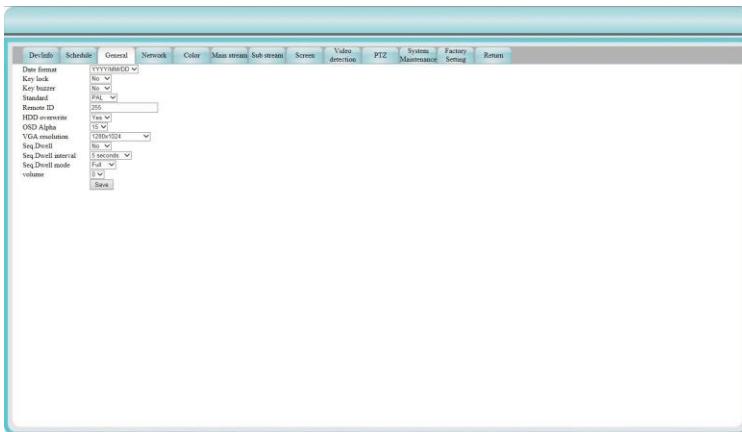 DevInfo Schedule General Network Color Main stream Sub stream Screen Video detection PTZ System Maintenance Factory Setting Return
Date format YYYY/MM/DD
Key lock No
Key buzzer No
Standard PAL
Remote ID 255
HDD overwrite Yes
OSD Alpha 15
VGA resolution 1280x1024
Seq.Dwell No
Seq.Dwell interval 5 seconds
Seq.Dwell mode Full
volume 8
Save